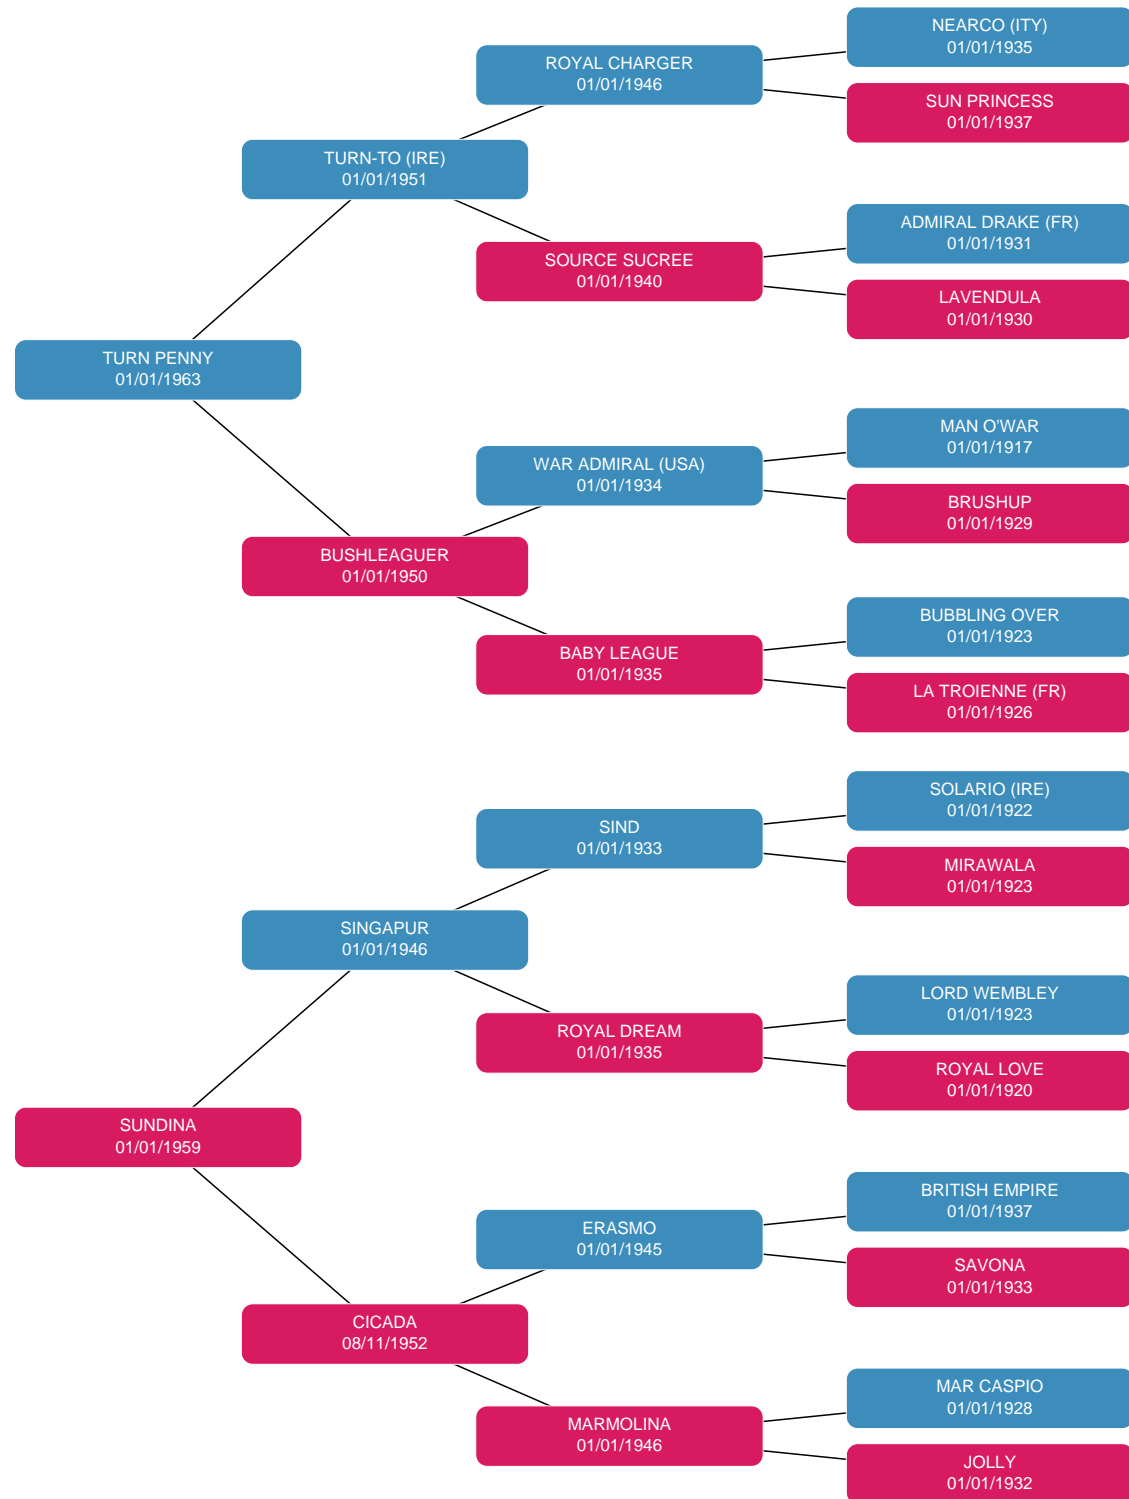 NEARCO (ITY)
01/01/1935
ROYAL CHARGER
01/01/1946
SUN PRINCESS
01/01/1937
TURN-TO (IRE)
01/01/1951
ADMIRAL DRAKE (FR)
01/01/1931
SOURCE SUCREE
01/01/1940
LAVENDULA
01/01/1930
TURN PENNY
01/01/1963
MAN O'WAR
01/01/1917
WAR ADMIRAL (USA)
01/01/1934
BRUSHUP
01/01/1929
BUSHLEAGUER
01/01/1950
BUBBLING OVER
01/01/1923
BABY LEAGUE
01/01/1935
LA TROIENNE (FR)
01/01/1926
SOLARIO (IRE)
01/01/1922
SIND
01/01/1933
MIRAWALA
01/01/1923
SINGAPUR
01/01/1946
LORD WEMBLEY
01/01/1923
ROYAL DREAM
01/01/1935
ROYAL LOVE
01/01/1920
SUNDINA
01/01/1959
BRITISH EMPIRE
01/01/1937
ERASMO
01/01/1945
SAVONA
01/01/1933
CICADA
08/11/1952
MAR CASPIO
01/01/1928
MARMOLINA
01/01/1946
JOLLY
01/01/1932